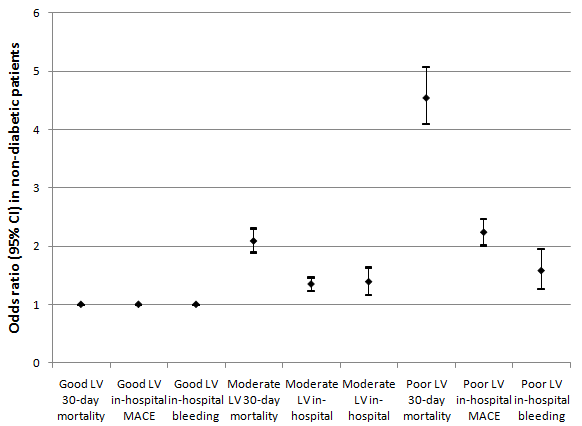 Odds ratio (95% CI) in non-diabetic patients
6
5
4
3
2
1
0
Good LV
30-day
mortality
Good LV
in-hospital
MACE
Good LV
in-hospital
bleeding
Moderate
LV 30-day
mortality
Moderate
LV in-
hospital
Moderate
LV in-
hospital
Poor LV
30-day
mortality
Poor LV
in-hospital
MACE
Poor LV
in-hospital
bleeding